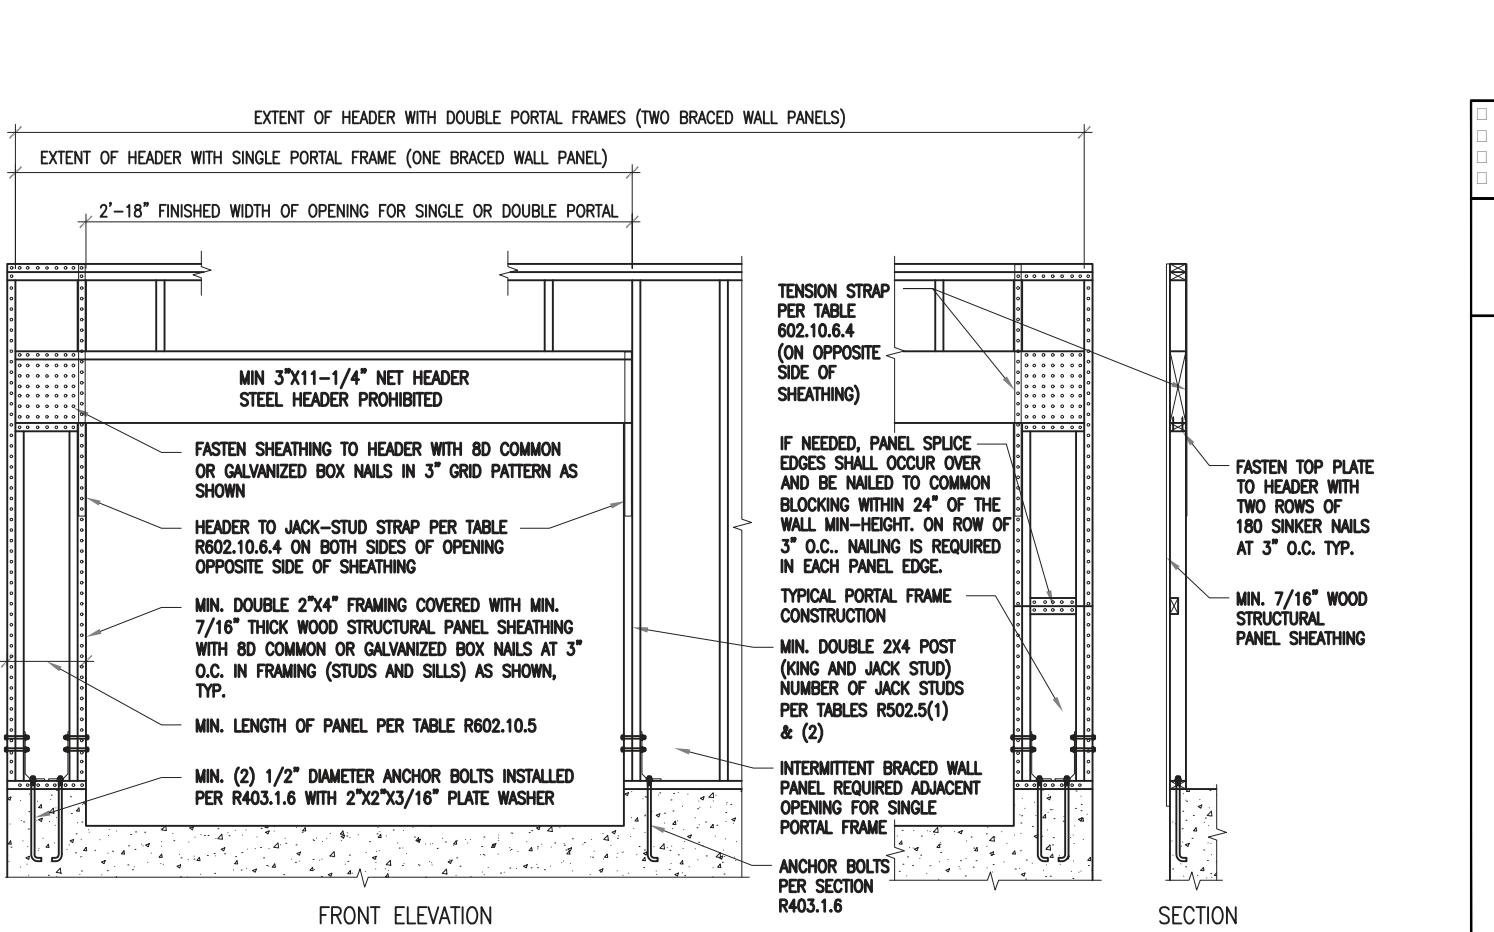 EXTENT OF HEADER WITH DOUBLE PORTAL FRAMES (TWO BRACED WALL PANELS)
EXTENT OF HEADER WITH SINGLE PORTAL FRAME (ONE BRACED WALL PANEL)
2'-18" FINISHED WIDTH OF OPENING FOR SINGLE OR DOUBLE PORTAL
MIN 3"X11-1/4" NET HEADER
STEEL HEADER PROHIBITED
FASTEN SHEATHING TO HEADER WITH 8D COMMON
OR GALVANIZED BOX NAILS IN 3" GRID PATTERN AS
SHOWN
HEADER TO JACK-STUD STRAP PER TABLE
R602.10.6.4 ON BOTH SIDES OF OPENING
OPPOSITE SIDE OF SHEATHING
MIN. DOUBLE 2"X4" FRAMING COVERED WITH MIN.
7/16" THICK WOOD STRUCTURAL PANEL SHEATHING
WITH 8D COMMON OR GALVANIZED BOX NAILS AT 3"
O.C. IN FRAMING (STUDS AND SILLS) AS SHOWN,
TYP.
MIN. LENGTH OF PANEL PER TABLE R602.10.5
MIN. (2) 1/2" DIAMETER ANCHOR BOLTS INSTALLED
PER R403.1.6 WITH 2"X2"X3/16" PLATE WASHER
FRONT ELEVATION
TENSION STRAP
PER TABLE
602.10.6.4
(ON OPPOSITE
SIDE OF
SHEATHING)
IF NEEDED, PANEL SPLICE
EDGES SHALL OCCUR OVER
AND BE NAILED TO COMMON
BLOCKING WITHIN 24" OF THE
WALL MIN-HEIGHT. ON ROW OF
3" O.C.. NAILING IS REQUIRED
IN EACH PANEL EDGE.
TYPICAL PORTAL FRAME
CONSTRUCTION
MIN. DOUBLE 2X4 POST
(KING AND JACK STUD)
NUMBER OF JACK STUDS
PER TABLES R502.5(1)
& (2)
INTERMITTENT BRACED WALL
PANEL REQUIRED ADJACENT
OPENING FOR SINGLE
PORTAL FRAME
ANCHOR BOLTS
PER SECTION
R403.1.6
FASTEN TOP PLATE
TO HEADER WITH
TWO ROWS OF
180 SINKER NAILS
AT 3" O.C. TYP.
MIN. 7/16" WOOD
STRUCTURAL
PANEL SHEATHING
SECTION